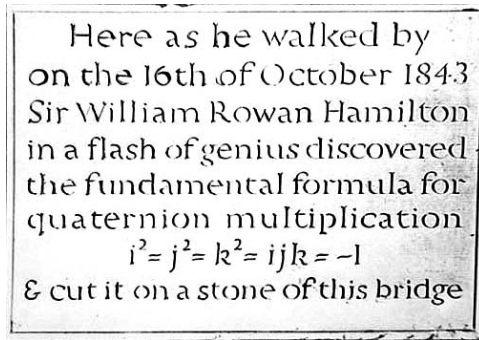 Here as he walked by
on the 16th of October 1843
Sir William Rowan Hamilton
in a flash of genius discovered
the fundamental formula for
quaternion multiplication
i² = j² = k² = ijk = −1
& cut it on a stone of this bridge